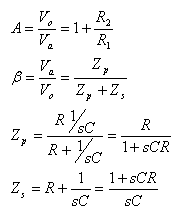 A = V_o / V_a = 1 + R_2 / R_1
β = V_a / V_o = Z_p / (Z_p + Z_s)
Z_p = (R 1/sC) / (R + 1/sC) = R / (1 + sCR)
Z_s = R + 1/sC = (1 + sCR) / sC